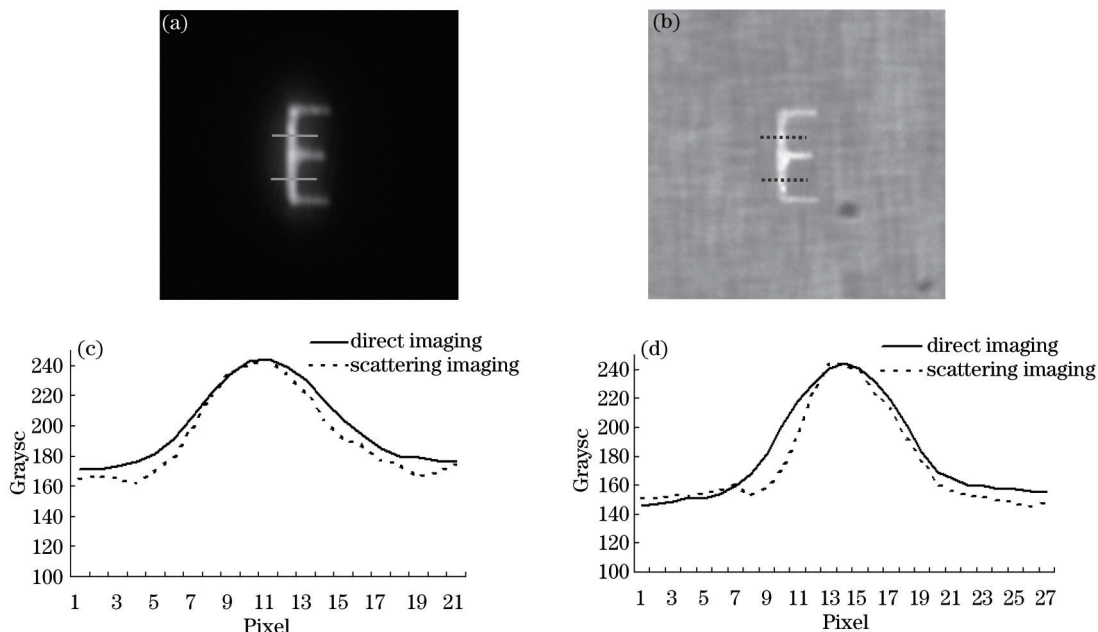 (a)
(b)
(c)
direct imaging
scattering imaging
240
220
200
180
160
140
120
100
Graysc
1 3 5 7 9 11 13 15 17 19 21
Pixel
(d)
direct imaging
scattering imaging
240
220
200
180
160
140
120
100
Graysc
1 3 5 7 9 11 13 15 17 19 21 23 25 27
Pixel
E
E